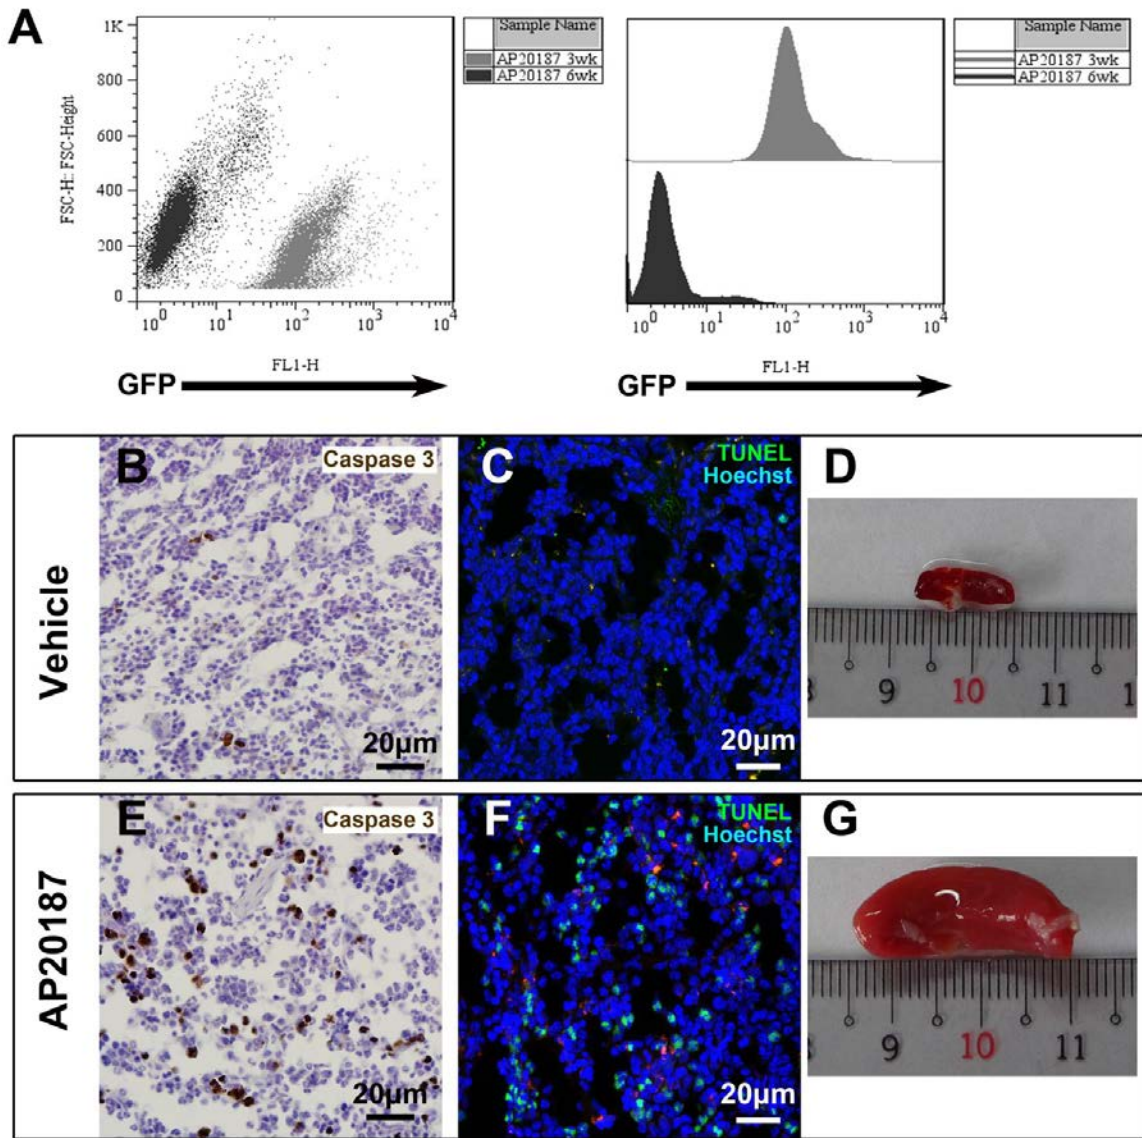 A
FSC-H:: FSC-Height
1K
800
600
400
200
0
10^0 10^1 10^2 10^3 10^4
FL1-H
GFP
Sample Name
AP20187 3wk
AP20187 6wk
10^0 10^1 10^2 10^3 10^4
FL1-H
GFP
Sample Name
AP20187 3wk
AP20187 6wk
Vehicle
B
Caspase 3
20µm
C
TUNEL
Hoechst
20µm
D
9 10 11
AP20187
E
Caspase 3
20µm
F
TUNEL
Hoechst
20µm
G
9 10 11